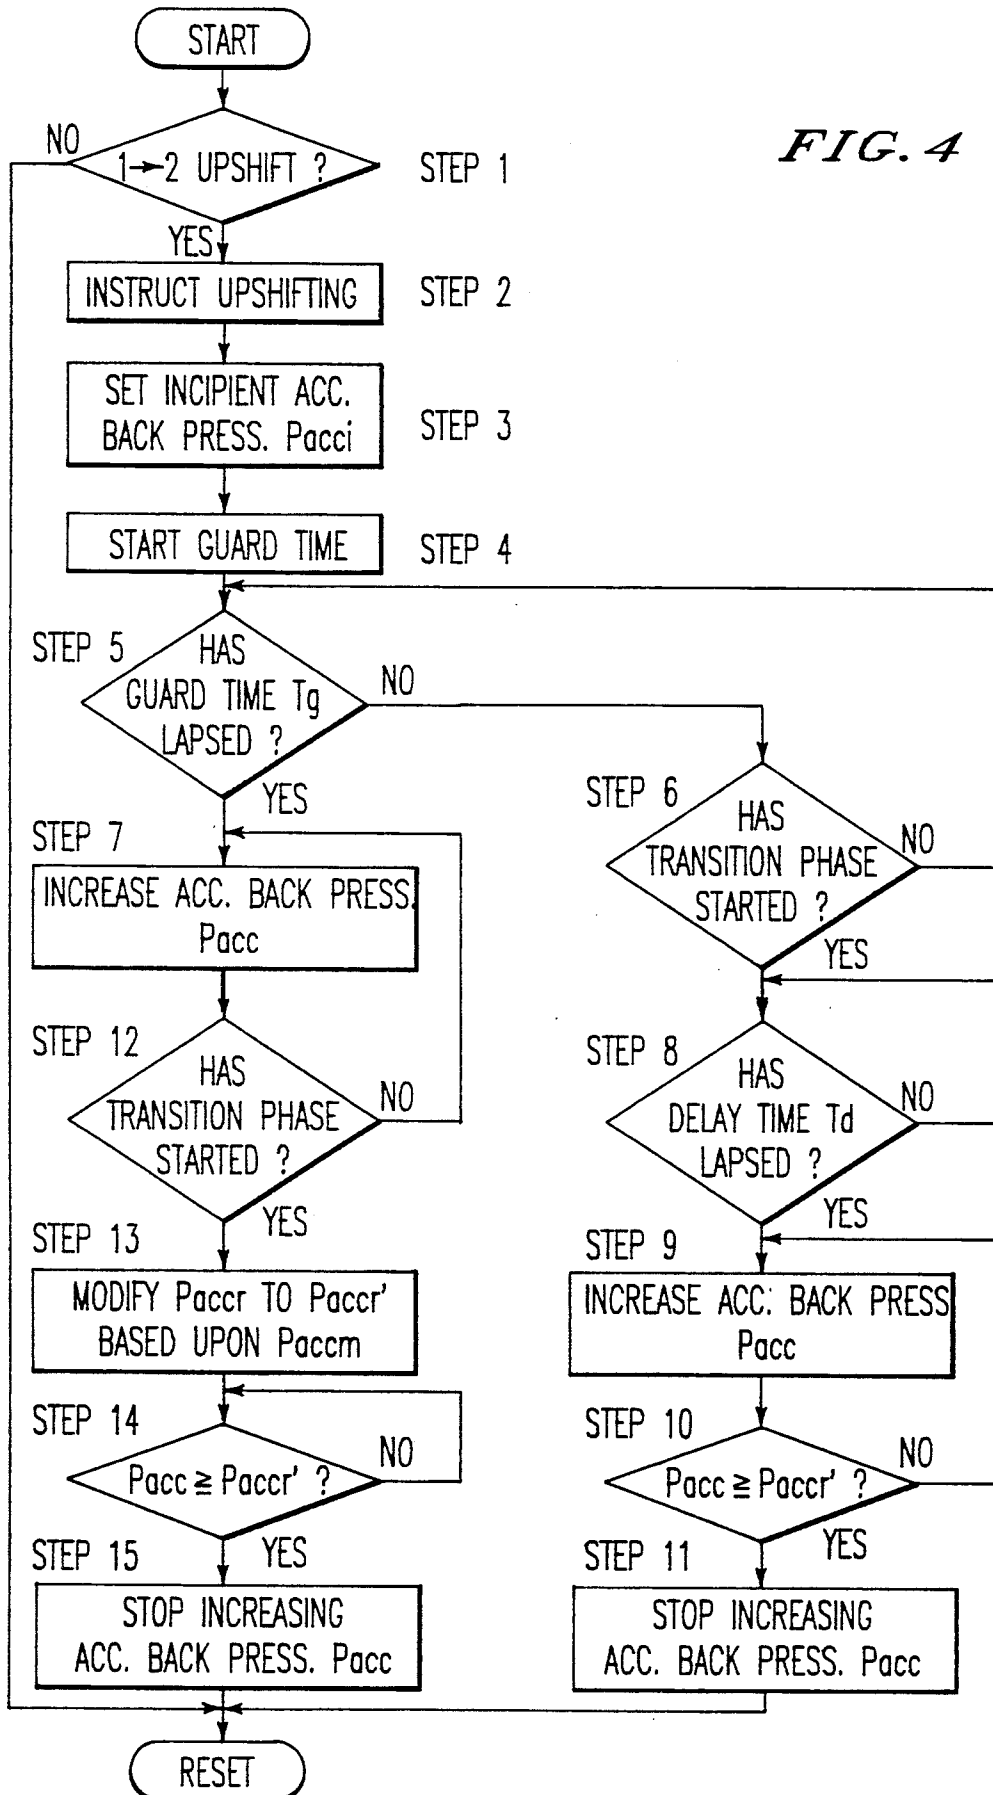 START
FIG. 4
NO
1→2 UPSHIFT ?
STEP 1
YES
INSTRUCT UPSHIFTING
STEP 2
SET INCIPIENT ACC.
BACK PRESS. Pacci
STEP 3
START GUARD TIME
STEP 4
STEP 5
HAS
GUARD TIME Tg
LAPSED ?
NO
YES
STEP 6
HAS
TRANSITION PHASE
STARTED ?
NO
YES
STEP 7
INCREASE ACC. BACK PRESS.
Pacc
STEP 12
HAS
TRANSITION PHASE
STARTED ?
NO
YES
STEP 8
HAS
DELAY TIME Td
LAPSED ?
NO
YES
STEP 13
MODIFY Paccr TO Paccr'
BASED UPON Paccm
STEP 9
INCREASE ACC. BACK PRESS
Pacc
STEP 14
Pacc ≧ Paccr' ?
NO
YES
STEP 10
Pacc ≧ Paccr' ?
NO
YES
STEP 15
STOP INCREASING
ACC. BACK PRESS. Pacc
STEP 11
STOP INCREASING
ACC. BACK PRESS. Pacc
RESET